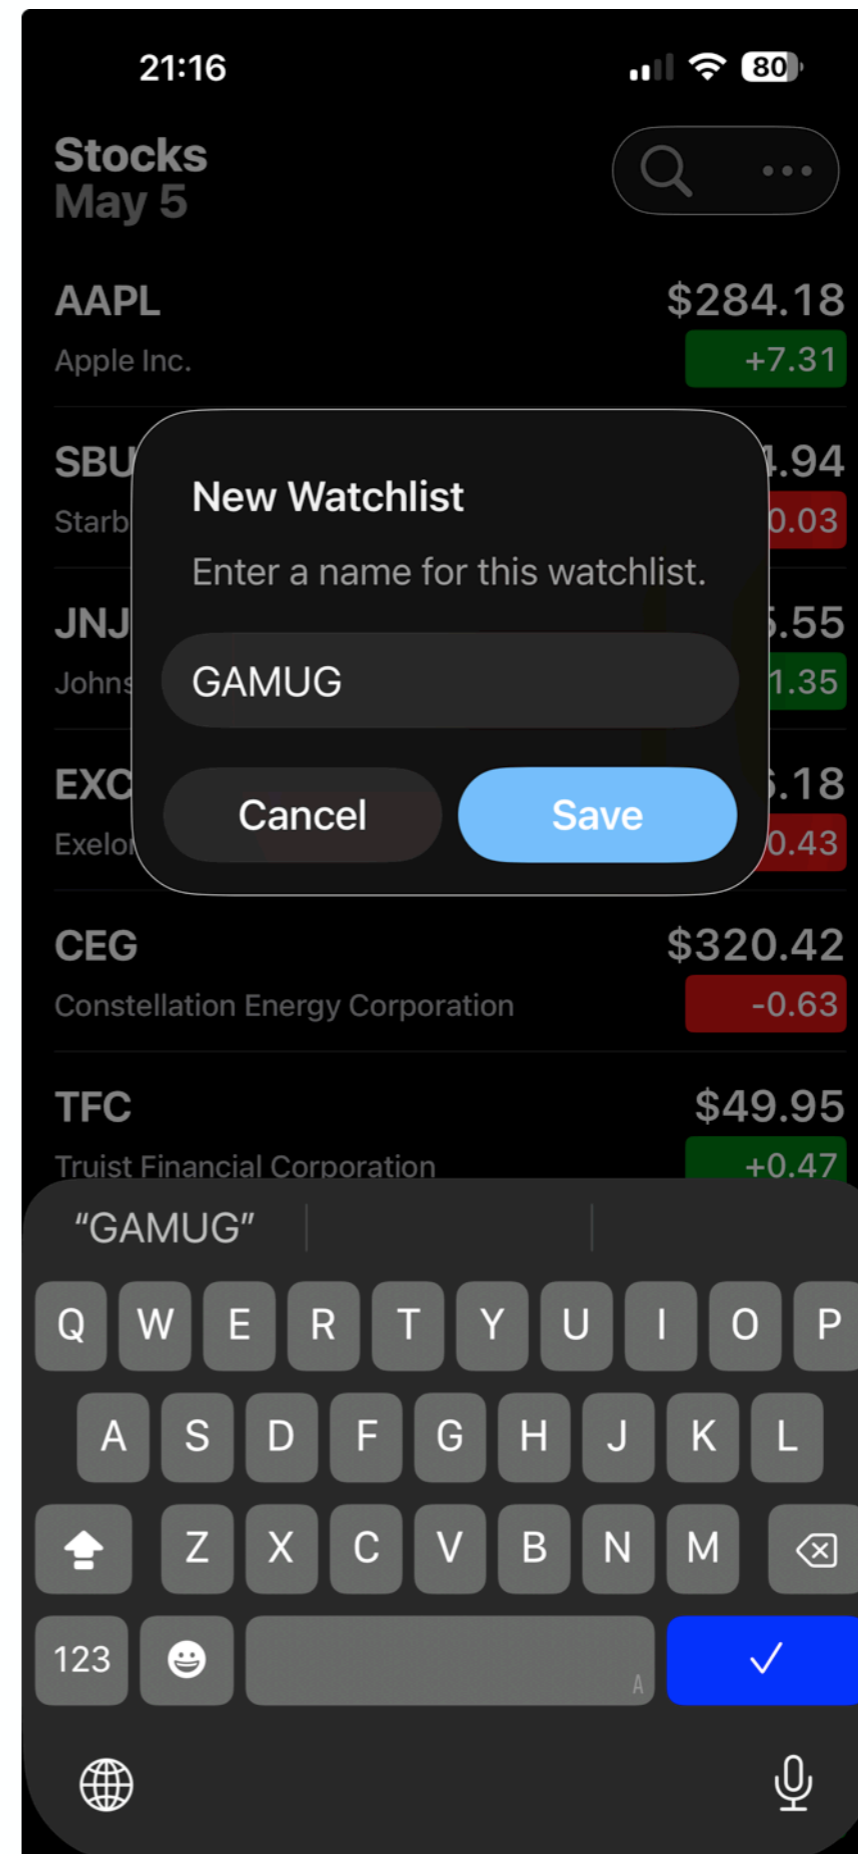 21:16
80
Stocks
May 5
AAPL
$284.18
Apple Inc.
+7.31
New Watchlist
Enter a name for this watchlist.
GAMUG
Cancel
Save
CEG
$320.42
Constellation Energy Corporation
-0.63
TFC
$49.95
Truist Financial Corporation
+0.47
“GAMUG”
Q W E R T Y U I O P
A S D F G H J K L
Z X C V B N M
123
A